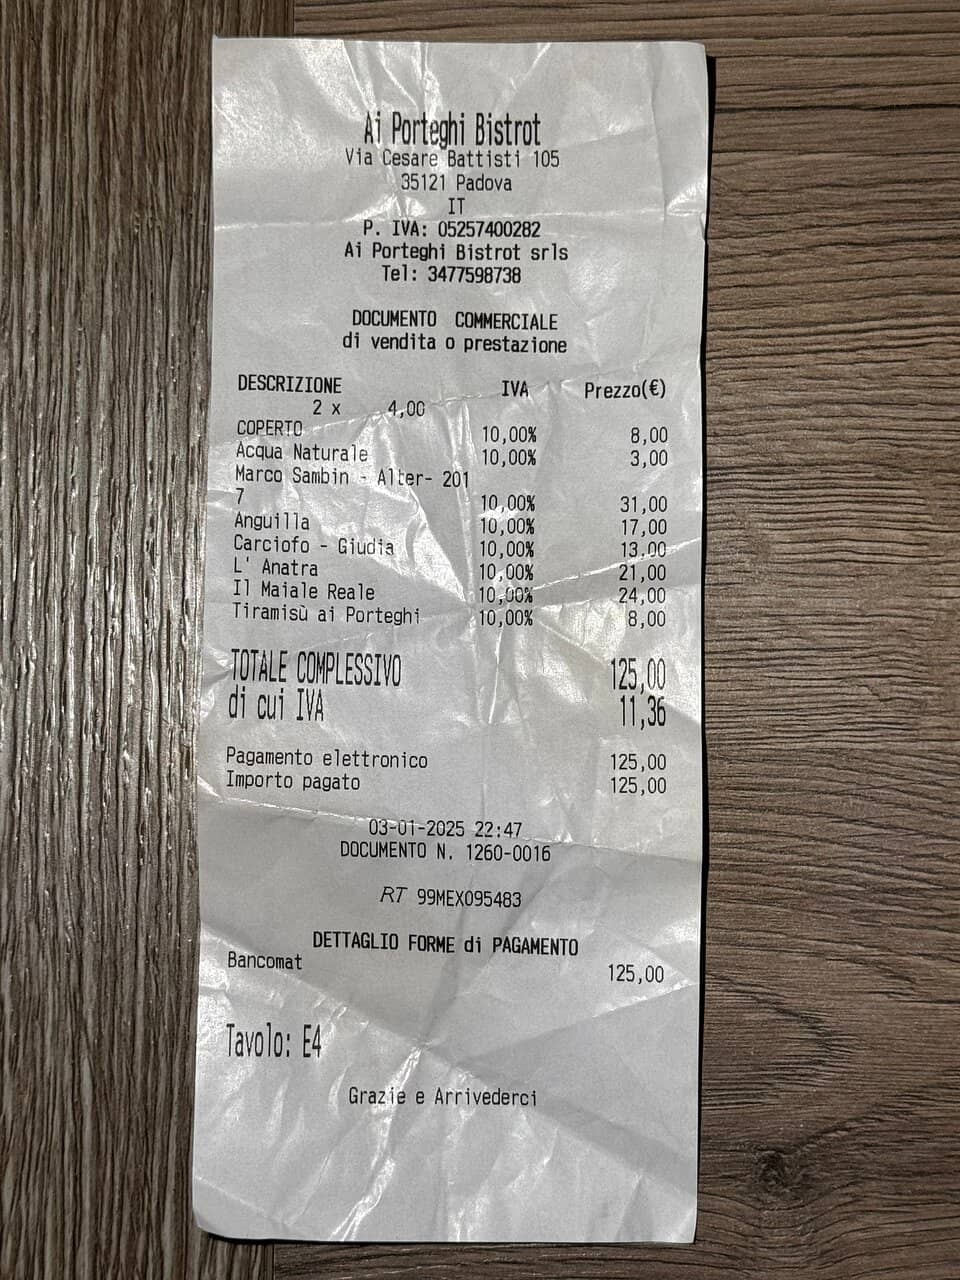 Ai Porteghi Bistrot
Via Cesare Battisti 105
35121 Padova
IT
P. IVA: 05257400282
Ai Porteghi Bistrot srls
Tel: 3477598738
DOCUMENTO COMMERCIALE
di vendita o prestazione
DESCRIZIONE IVA Prezzo(€)
2 x 4,00
COPERTO 10,00% 8,00
Acqua Naturale 10,00% 3,00
Marco Sambin - Alter- 201
7 10,00% 31,00
Anguilla 10,00% 17,00
Carciofo - Giudia 10,00% 13,00
L' Anatra 10,00% 21,00
Il Maiale Reale 10,00% 24,00
Tiramisù ai Porteghi 10,00% 8,00
TOTALE COMPLESSIVO 125,00
di cui IVA 11,36
Pagamento elettronico 125,00
Importo pagato 125,00
03-01-2025 22:47
DOCUMENTO N. 1260-0016
RT 99MEX095483
DETTAGLIO FORME di PAGAMENTO
Bancomat 125,00
Tavolo: E4
Grazie e Arrivederci